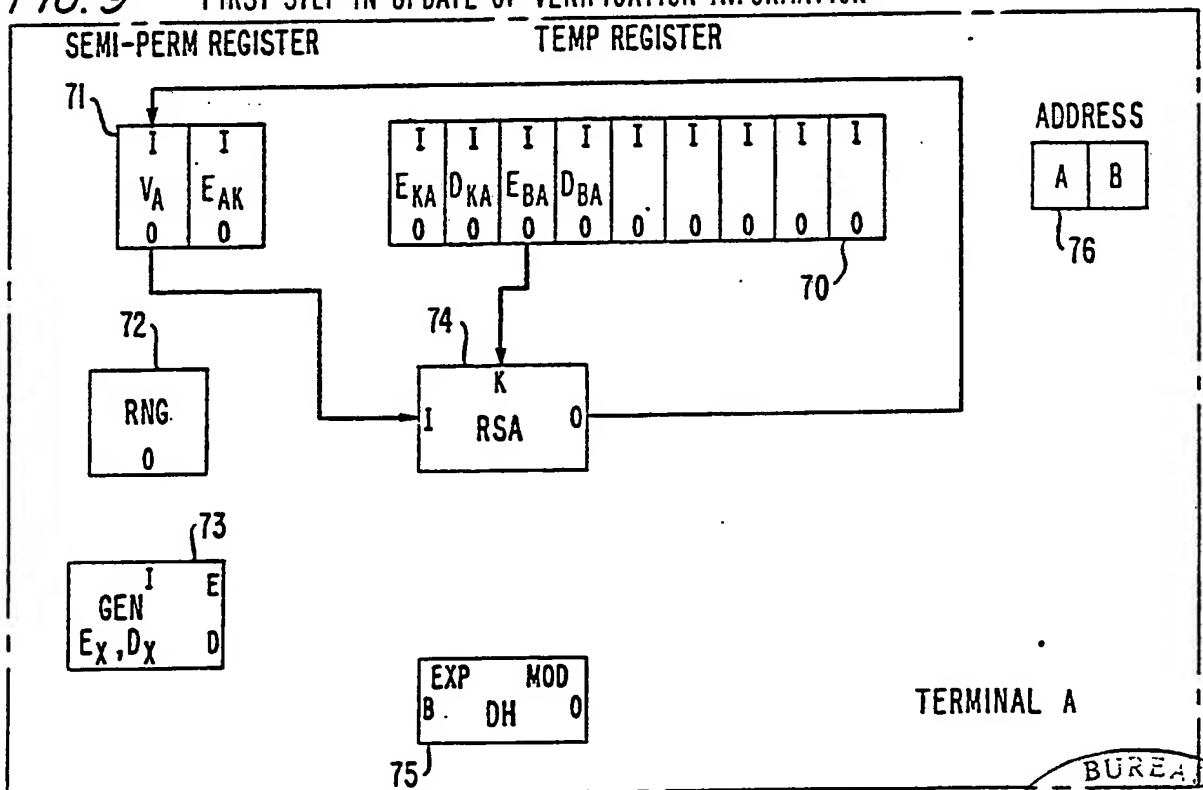 FIG. 9 FIRST STEP IN UPDATE OF VERIFICATION INFORMATION
SEMI-PERM REGISTER TEMP REGISTER
71
I I
V_A E_AK
0 0
I I I I I I I I I
E_KA D_KA E_BA D_BA
0 0 0 0 0 0 0 0 0
70
ADDRESS
A B
76
72
RNG
0
74
K
I RSA 0
73
I E
GEN
E_X, D_X D
EXP MOD
B DH 0
75
TERMINAL A